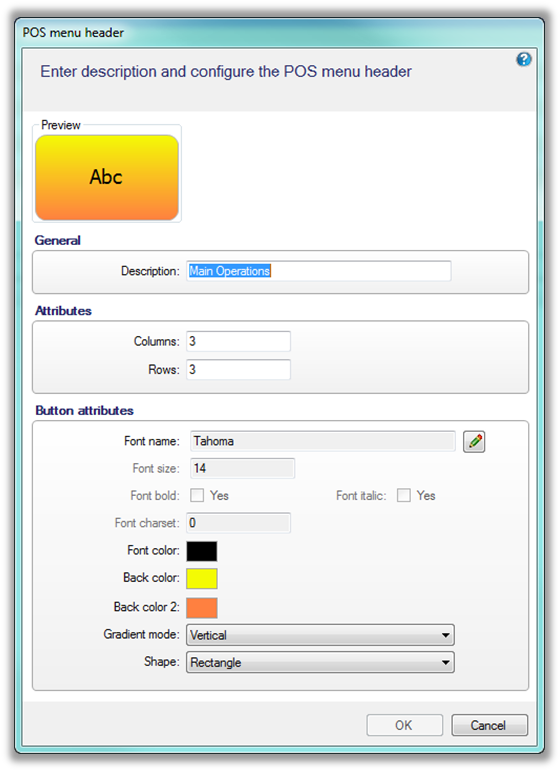 POS menu header
Enter description and configure the POS menu header
?
Preview
Abc
General
Description: Main Operations
Attributes
Columns: 3
Rows: 3
Button attributes
Font name: Tahoma
Font size: 14
Font bold: Yes Font italic: Yes
Font charset: 0
Font color:
Back color:
Back color 2:
Gradient mode: Vertical
Shape: Rectangle
OK Cancel